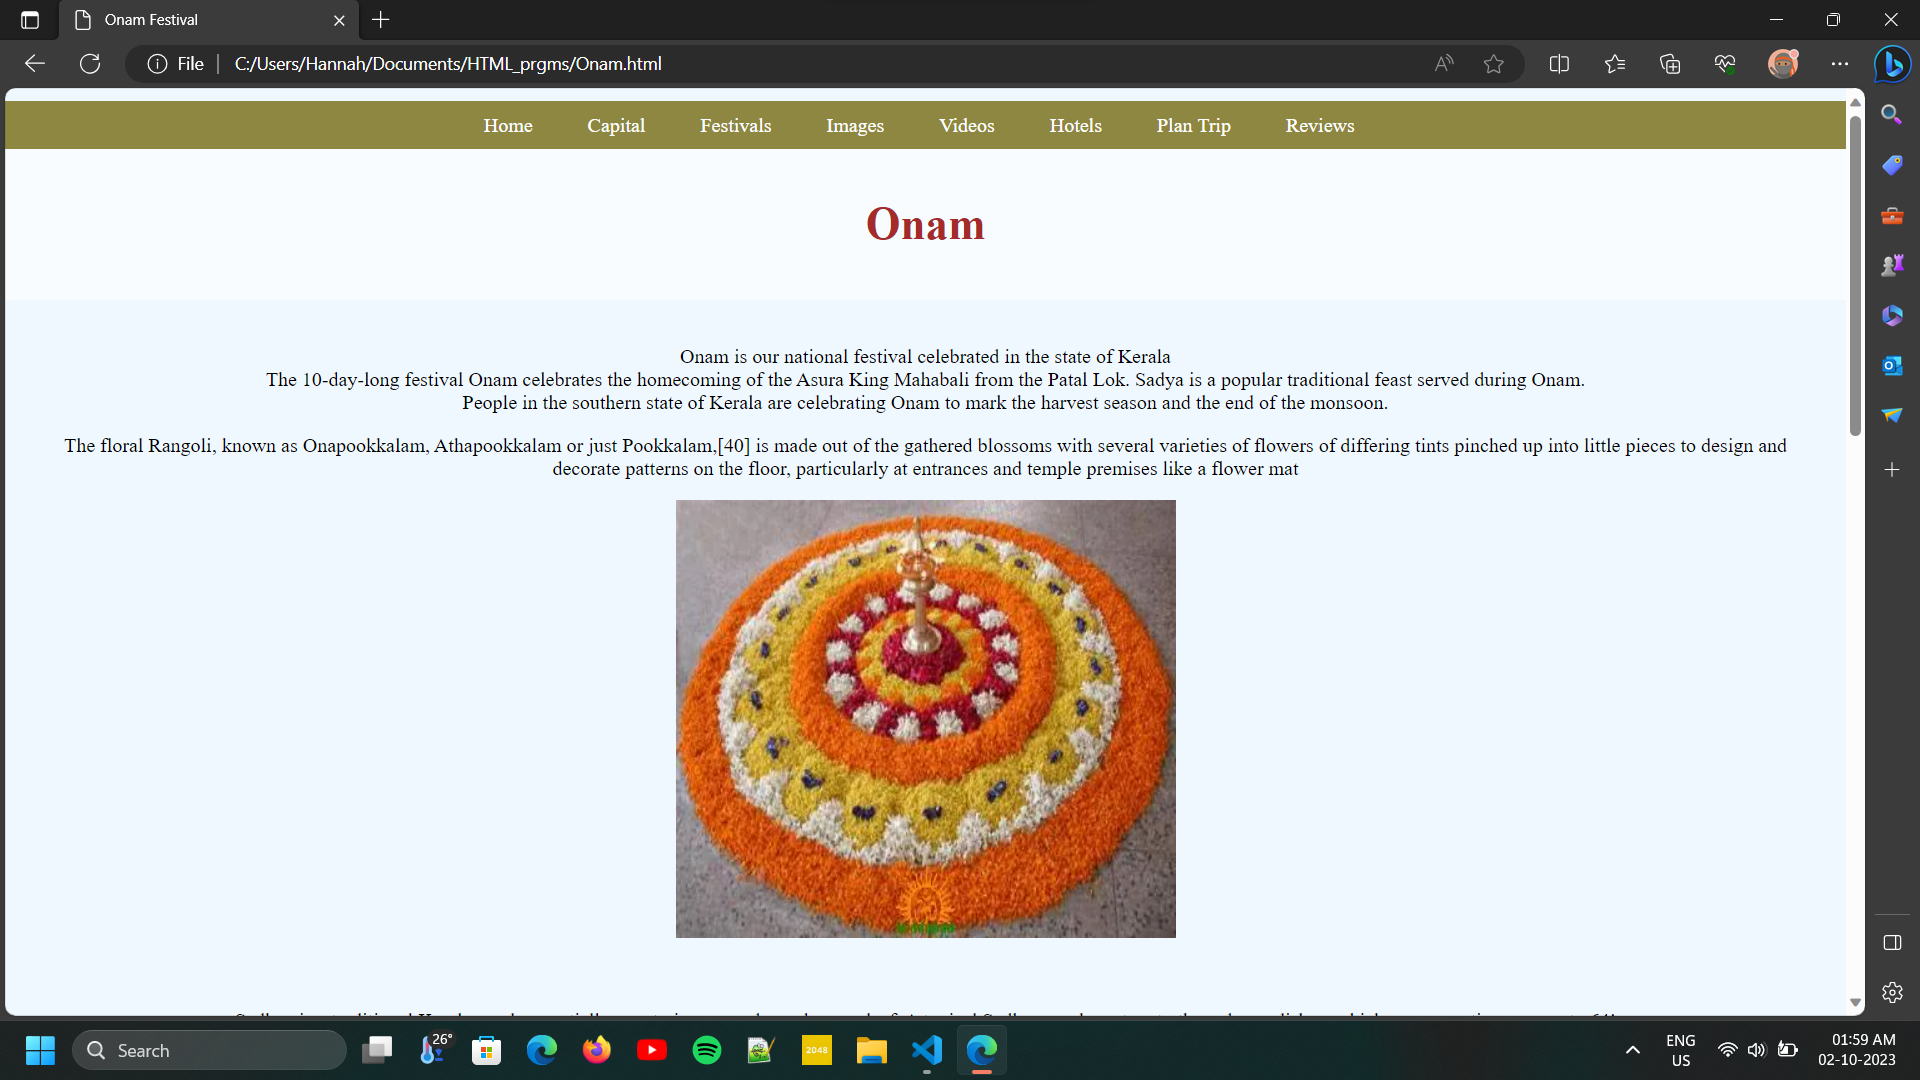 Onam Festival
File
C:/Users/Hannah/Documents/HTML_prgms/Onam.html
Home Capital Festivals Images Videos Hotels Plan Trip Reviews
Onam
Onam is our national festival celebrated in the state of Kerala
The 10-day-long festival Onam celebrates the homecoming of the Asura King Mahabali from the Patal Lok. Sadya is a popular traditional feast served during Onam.
People in the southern state of Kerala are celebrating Onam to mark the harvest season and the end of the monsoon.
The floral Rangoli, known as Onapookkalam, Athapookkalam or just Pookkalam,[40] is made out of the gathered blossoms with several varieties of flowers of differing tints pinched up into little pieces to design and
decorate patterns on the floor, particularly at entrances and temple premises like a flower mat
Search
26°
2048
ENG
US
01:59 AM
02-10-2023